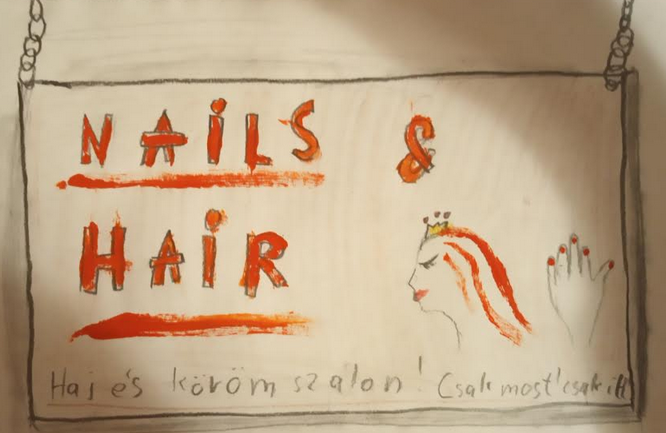 NAiLS &
HAiR
Haj és köröm szalon! Csak most! csak itt